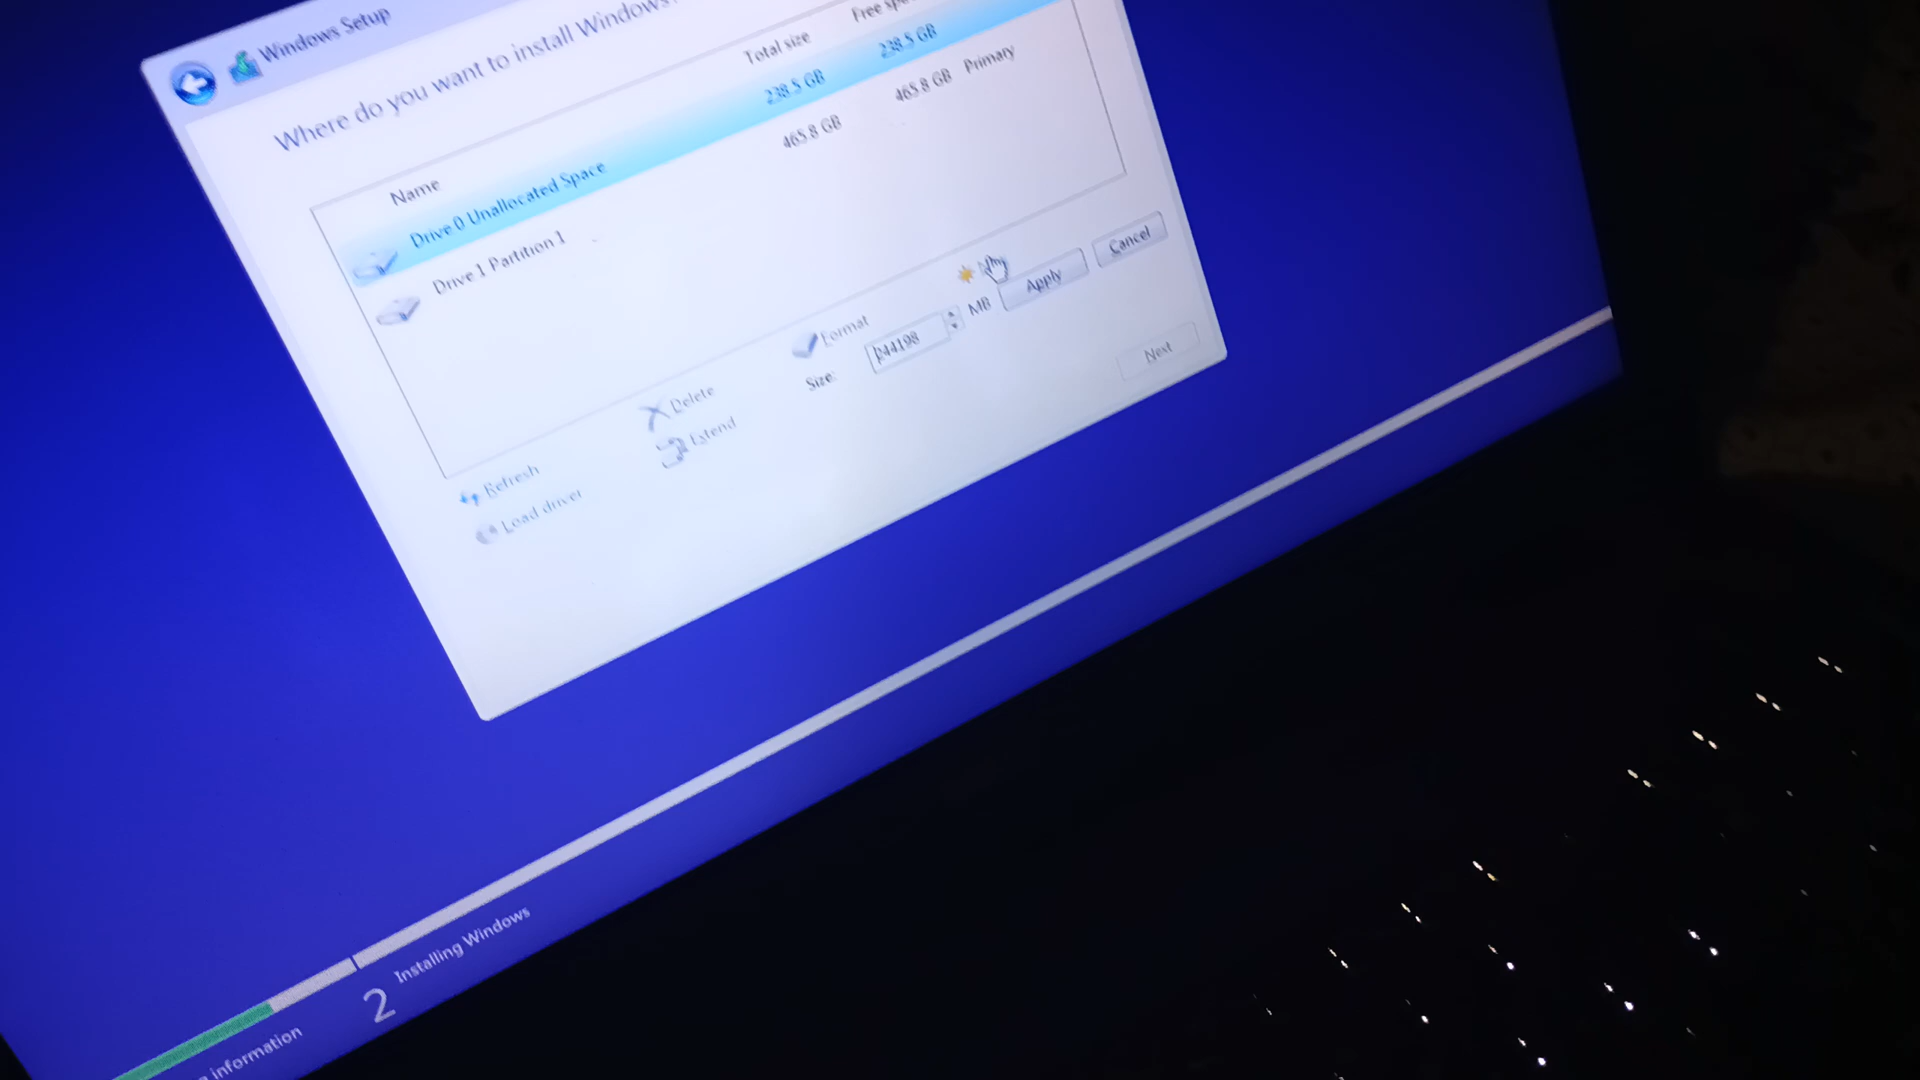 Windows Setup
Where do you want to install Windows?
Name Total size Free
Drive 0 Unallocated Space 238.5 GB 238.5 GB
Drive 1 Partition 1 465.8 GB 465.8 GB Primary
Refresh Delete Format
Load driver Extend Size: 244198 MB Apply Cancel
Next
information 2 Installing Windows